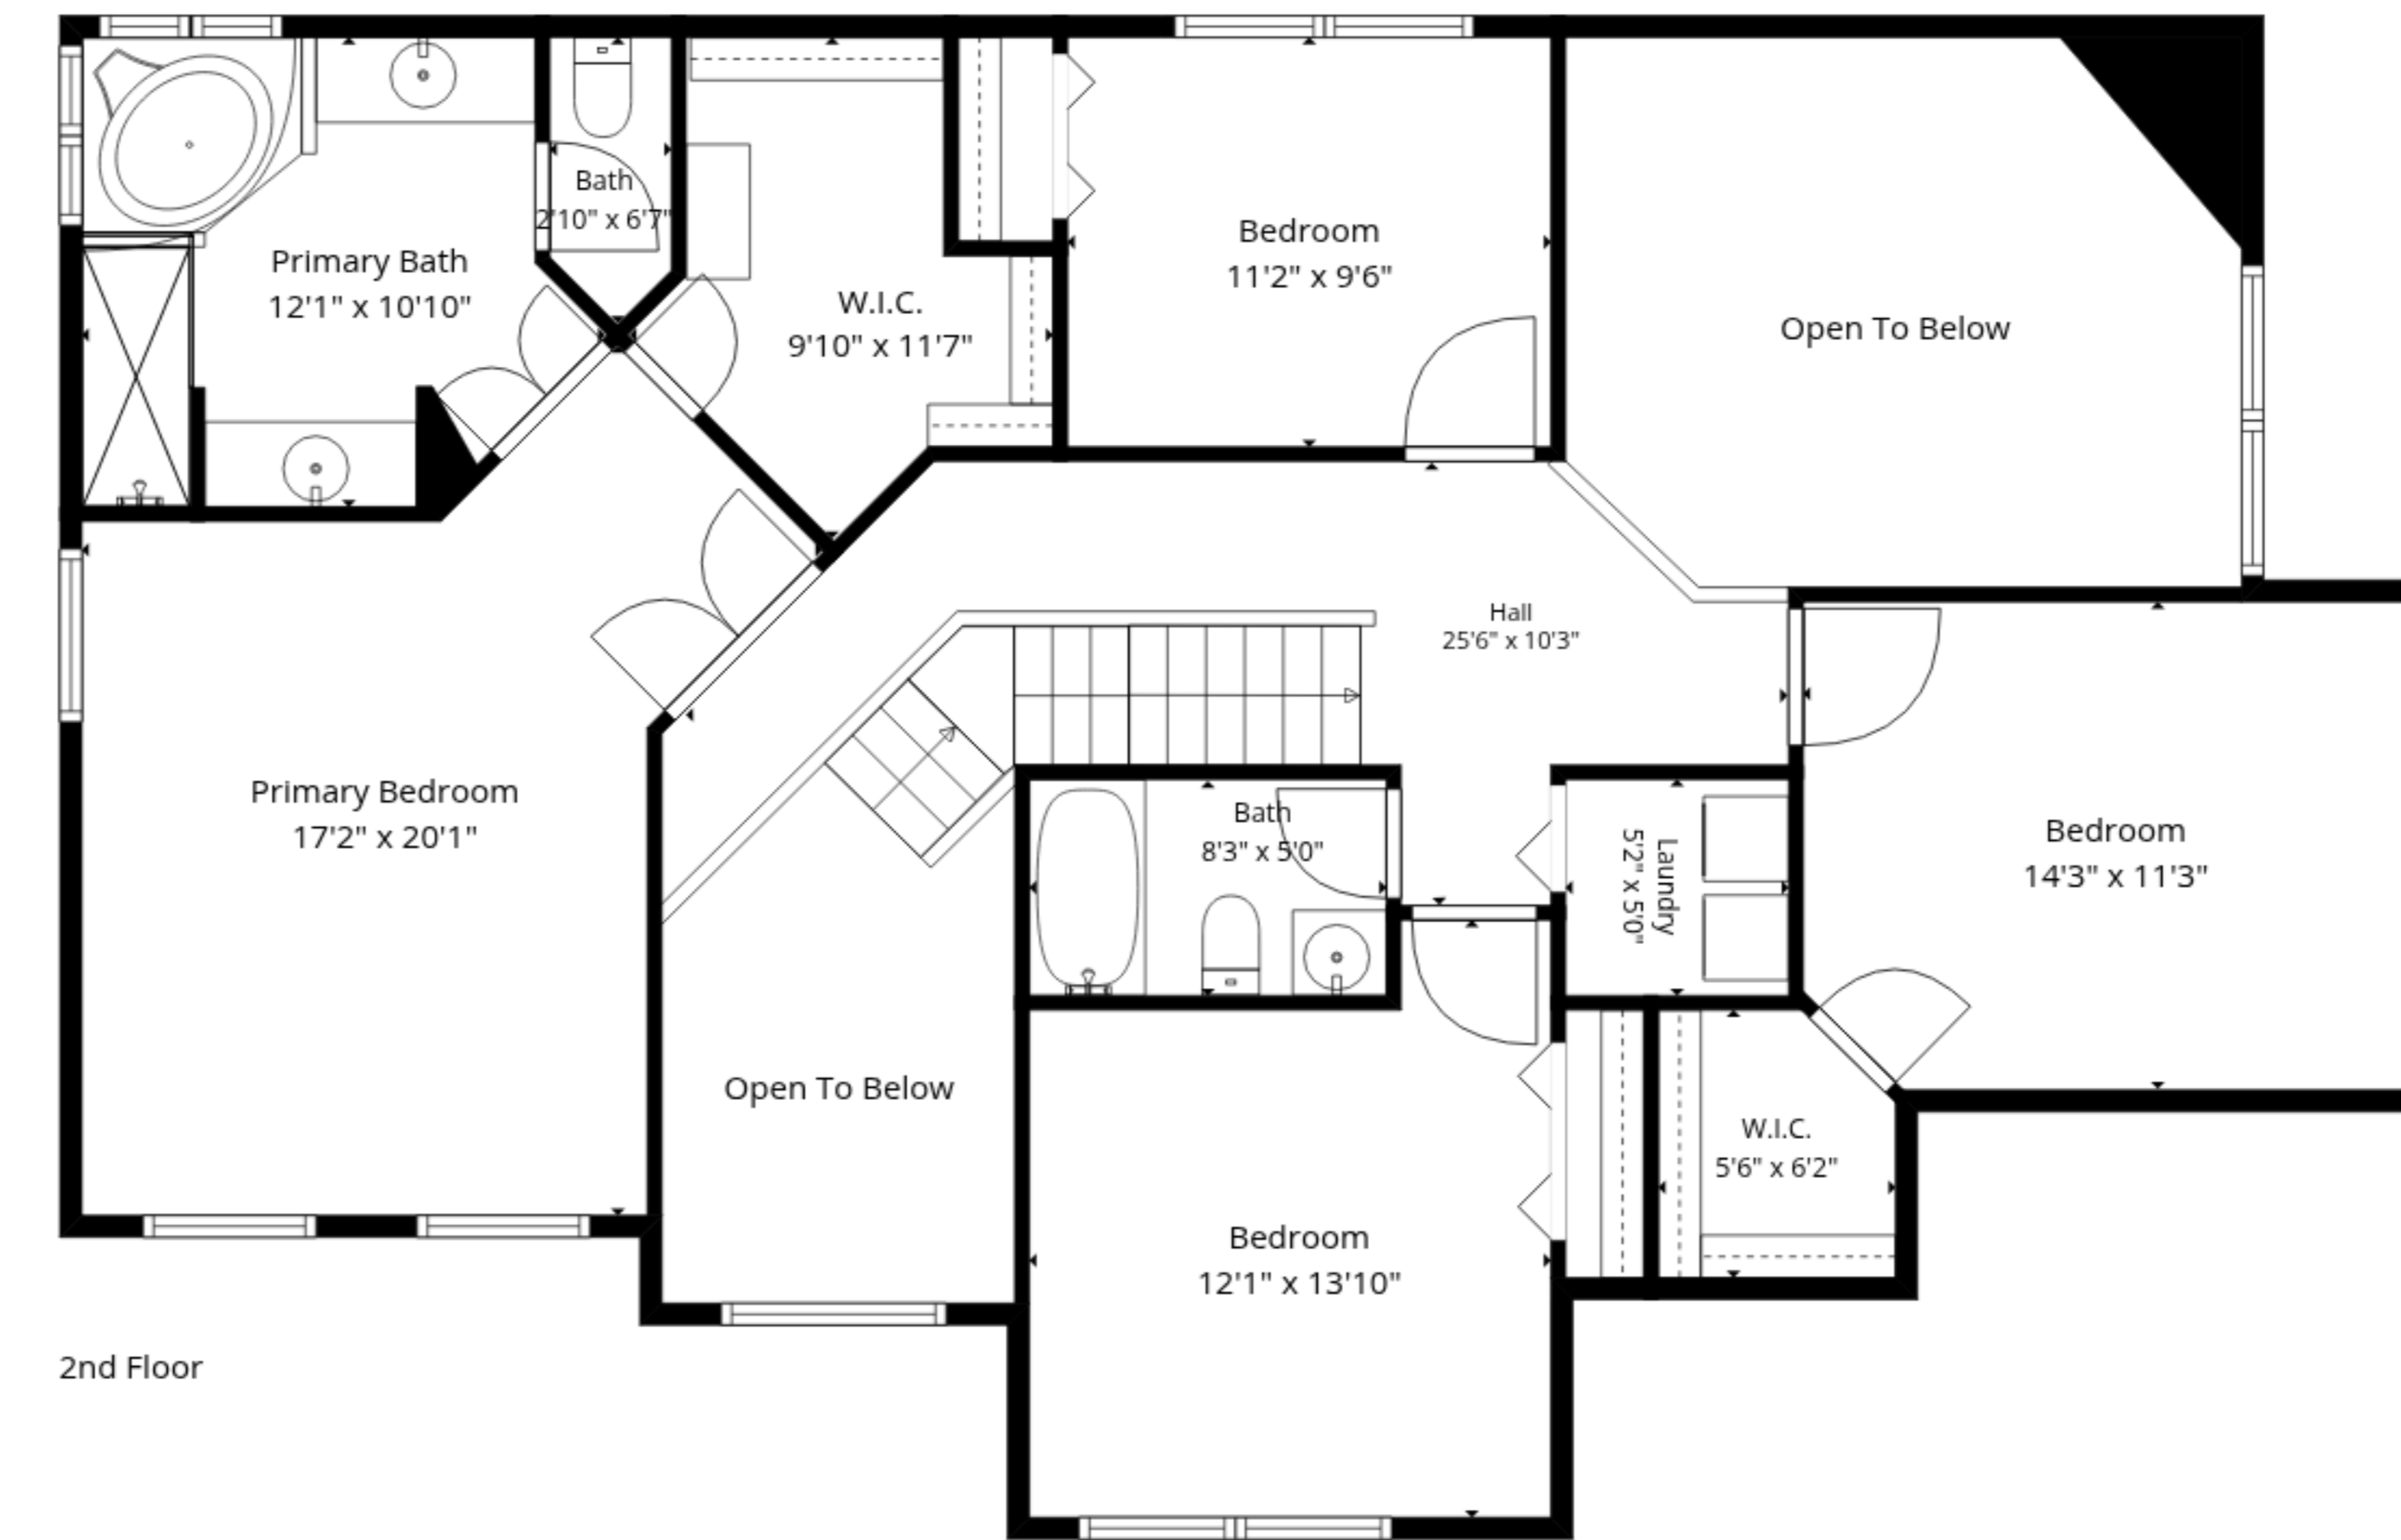 Bath
2'10" x 6'7"
Primary Bath
12'1" x 10'10"
W.I.C.
9'10" x 11'7"
Bedroom
11'2" x 9'6"
Open To Below
Hall
25'6" x 10'3"
Primary Bedroom
17'2" x 20'1"
Bath
8'3" x 5'0"
Laundry
5'2" x 5'0"
Bedroom
14'3" x 11'3"
Open To Below
W.I.C.
5'6" x 6'2"
Bedroom
12'1" x 13'10"
2nd Floor